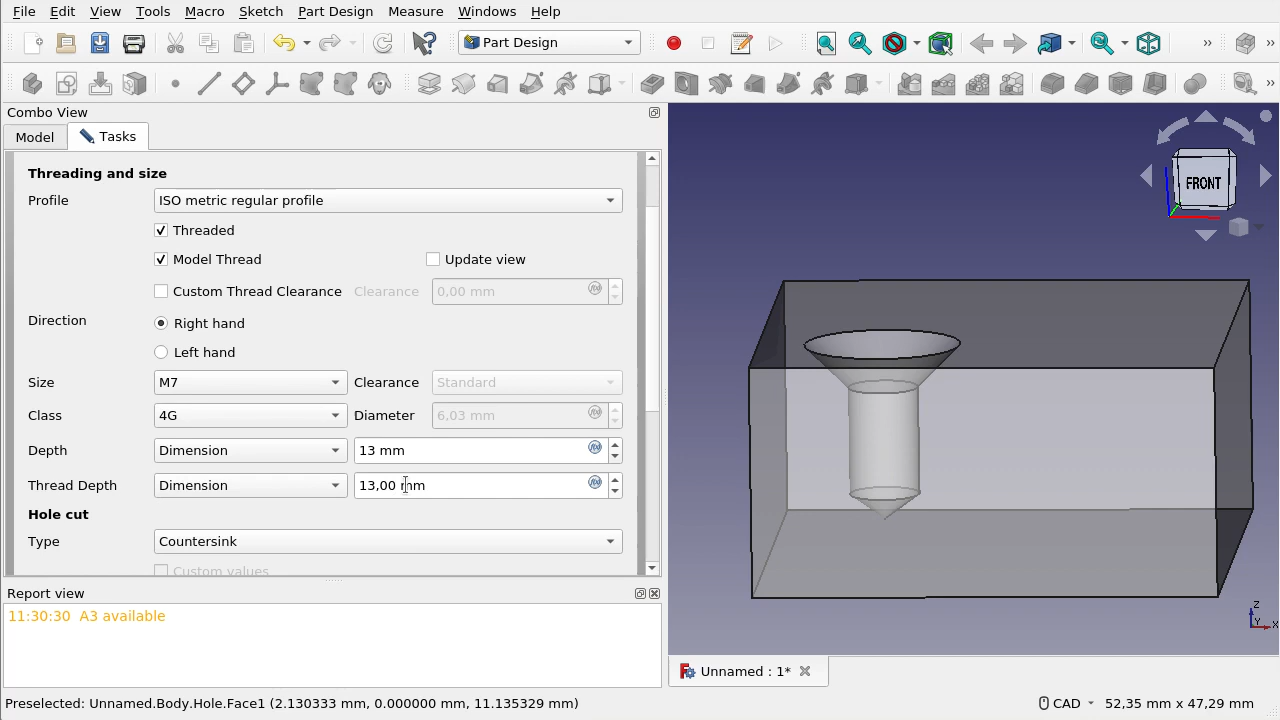 File Edit View Tools Macro Sketch Part Design Measure Windows Help
Part Design
Combo View
Model Tasks
Threading and size
Profile ISO metric regular profile
Threaded
Model Thread Update view
Custom Thread Clearance Clearance 0,00 mm
Direction Right hand
Left hand
Size M7 Clearance Standard
Class 4G Diameter 6,03 mm
Depth Dimension 13 mm
Thread Depth Dimension 13,00 mm
Hole cut
Type Countersink
Custom values
Report view
11:30:30 A3 available
FRONT
Z
Y
X
Unnamed : 1*
Preselected: Unnamed.Body.Hole.Face1 (2.130333 mm, 0.000000 mm, 11.135329 mm) CAD 52,35 mm x 47,29 mm